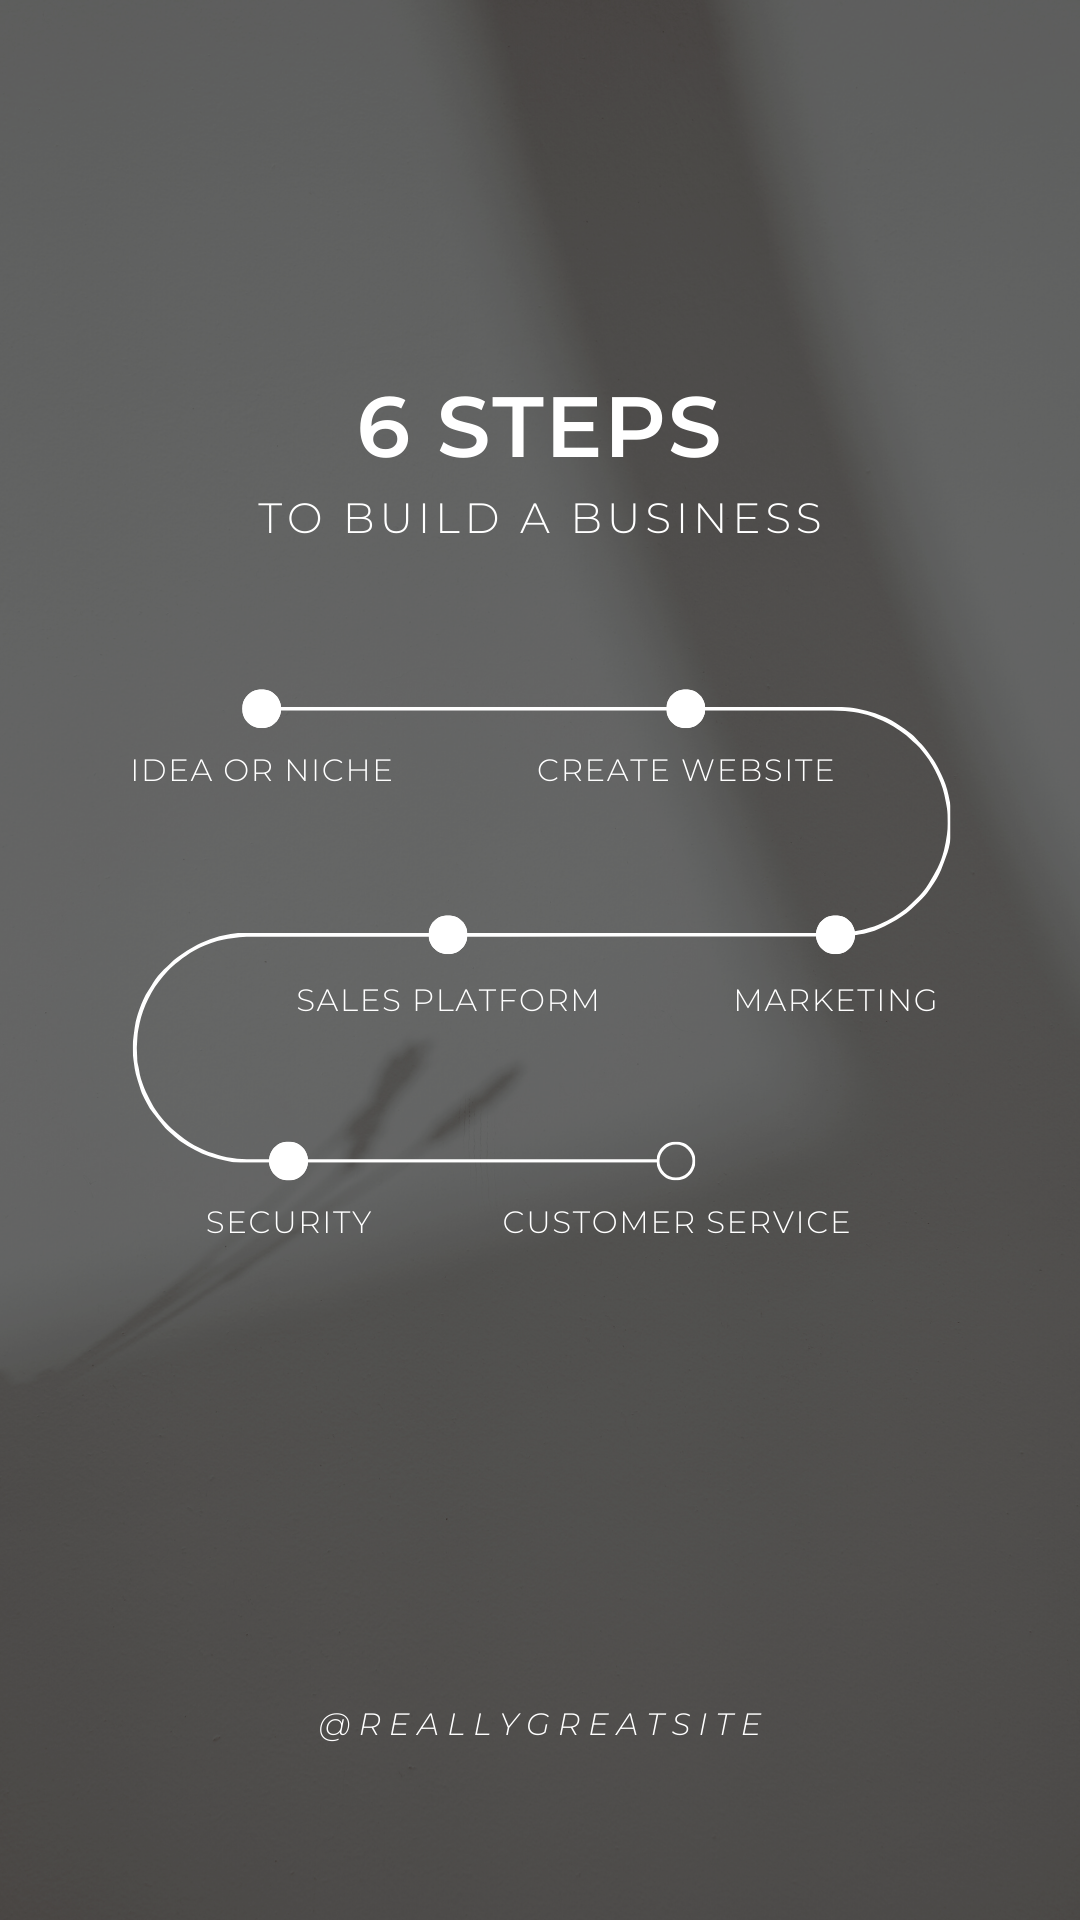 6 STEPS
TO BUILD A BUSINESS
IDEA OR NICHE
CREATE WEBSITE
MARKETING
SALES PLATFORM
SECURITY
CUSTOMER SERVICE
@REALLYGREATSITE